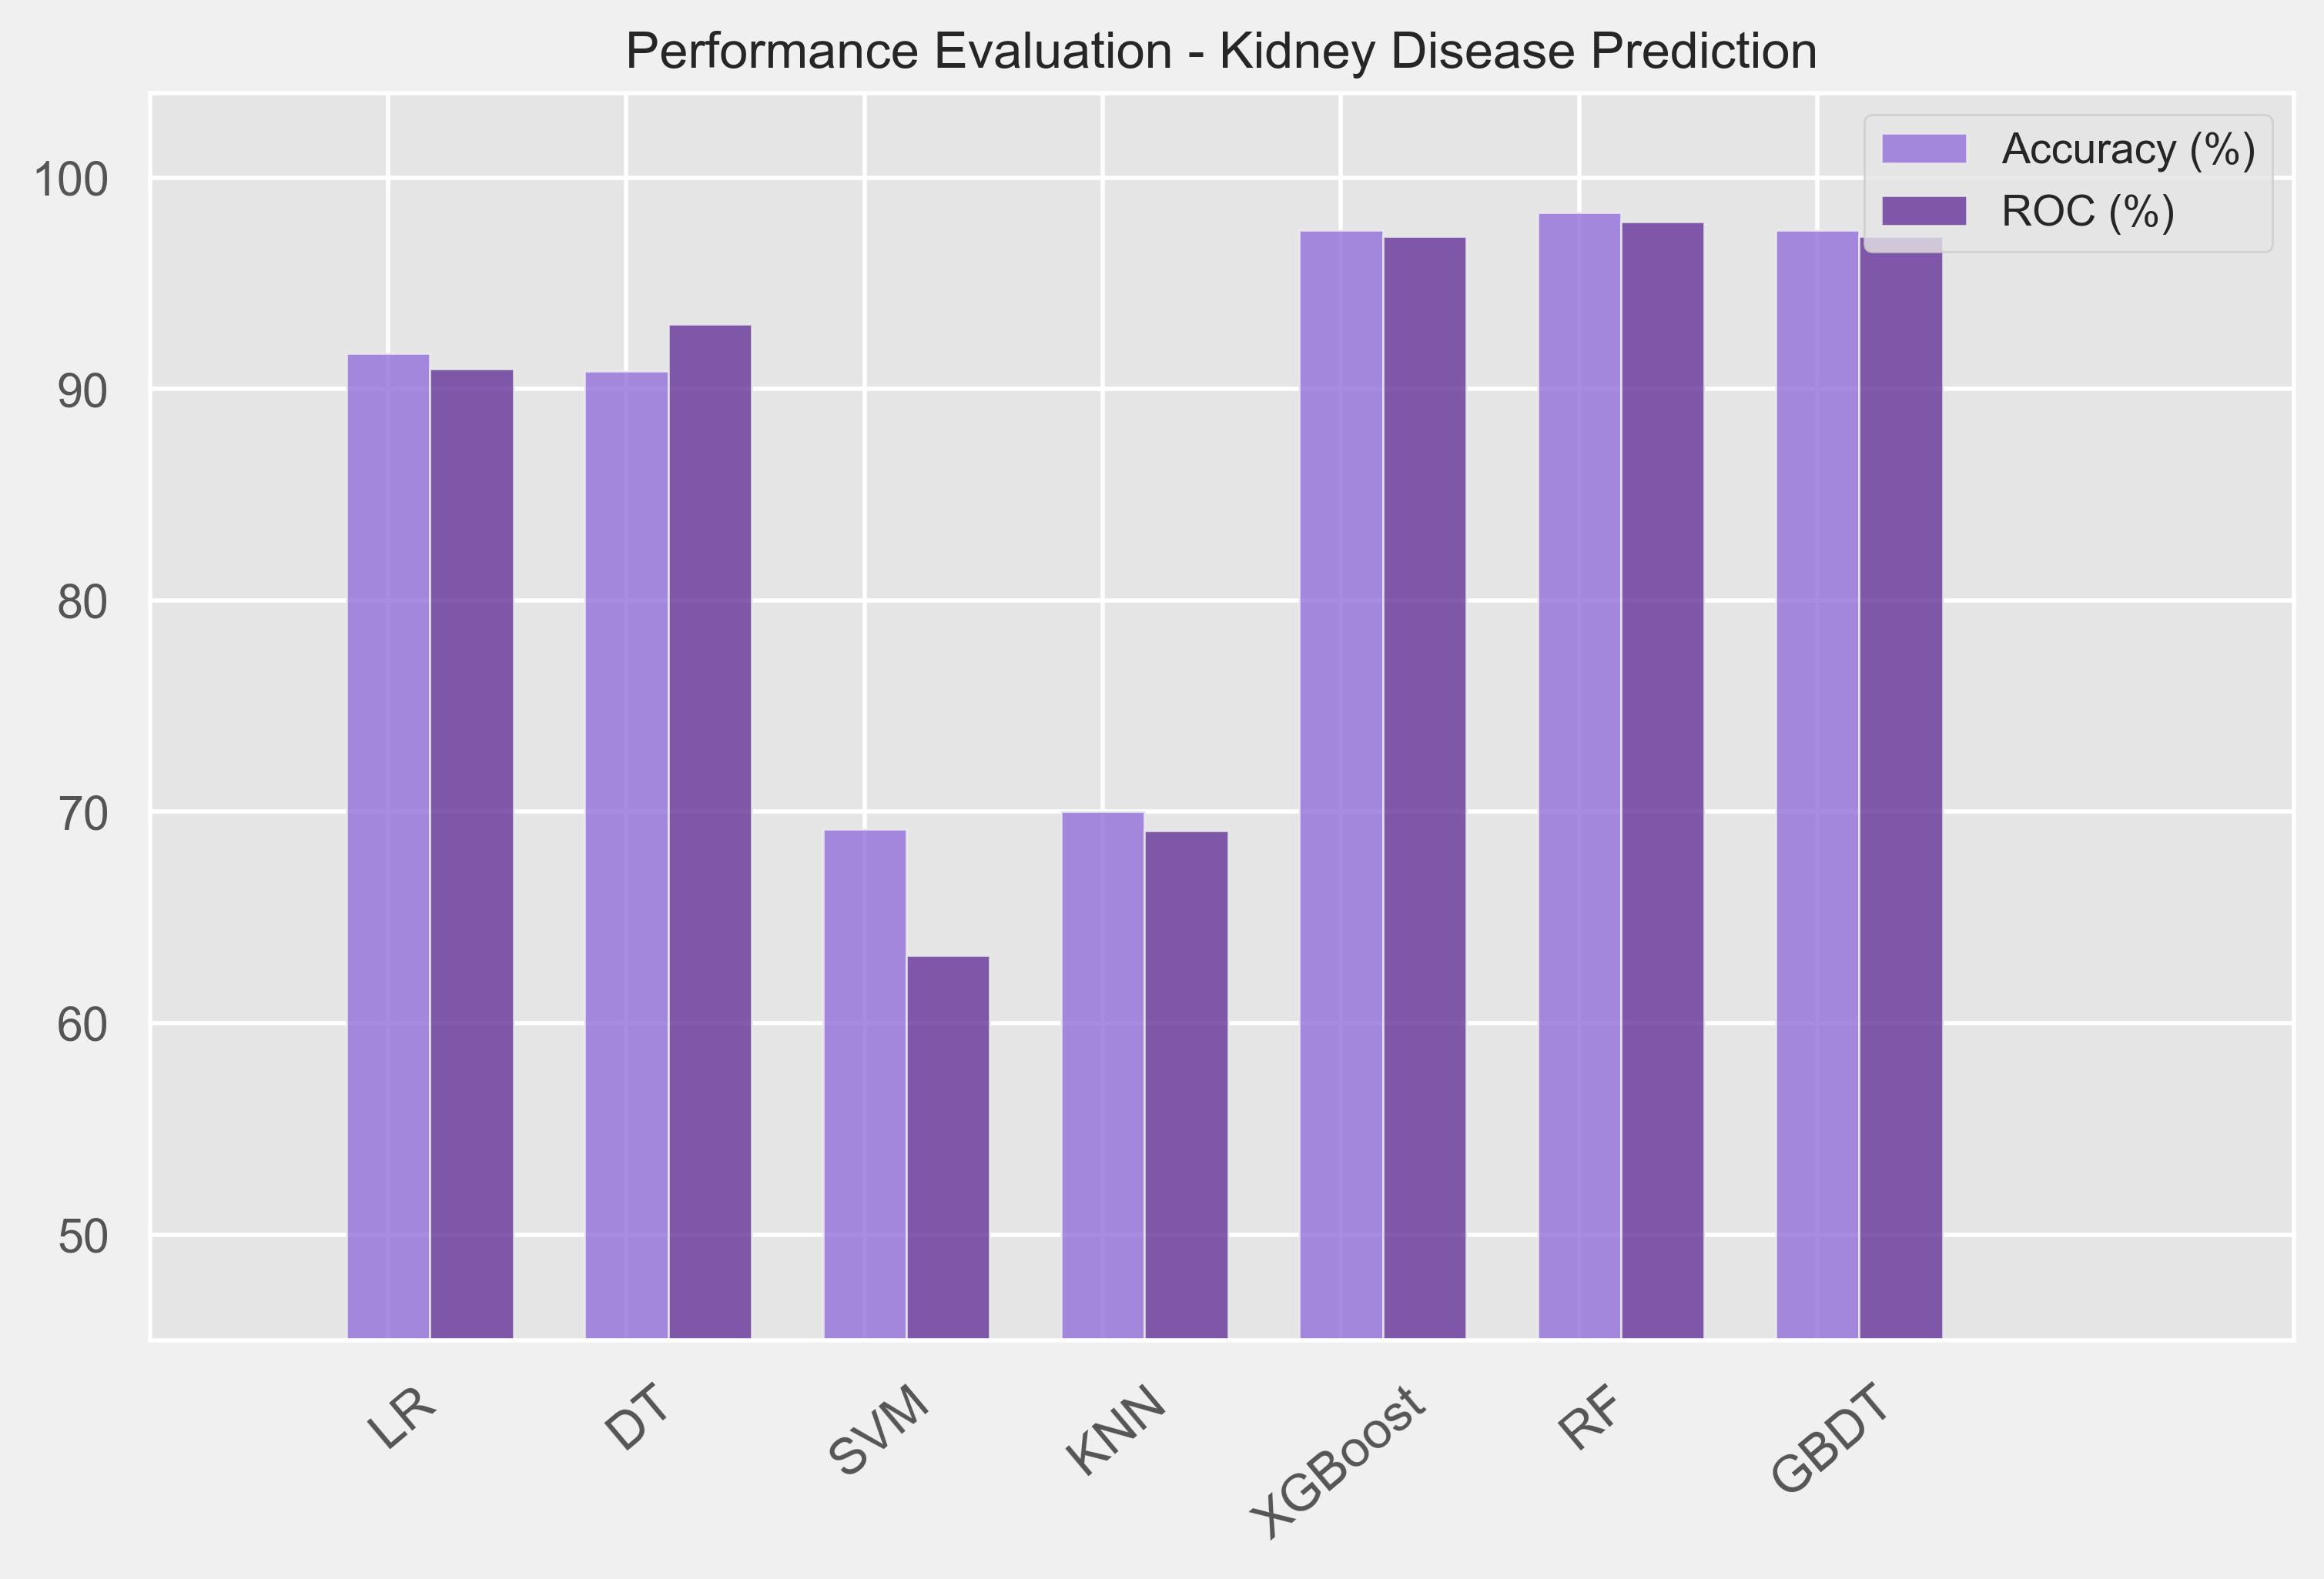 Performance Evaluation - Kidney Disease Prediction
Accuracy (%)
ROC (%)
100
90
80
70
60
50
LR
DT
SVM
KNN
XGBoost
RF
GBDT